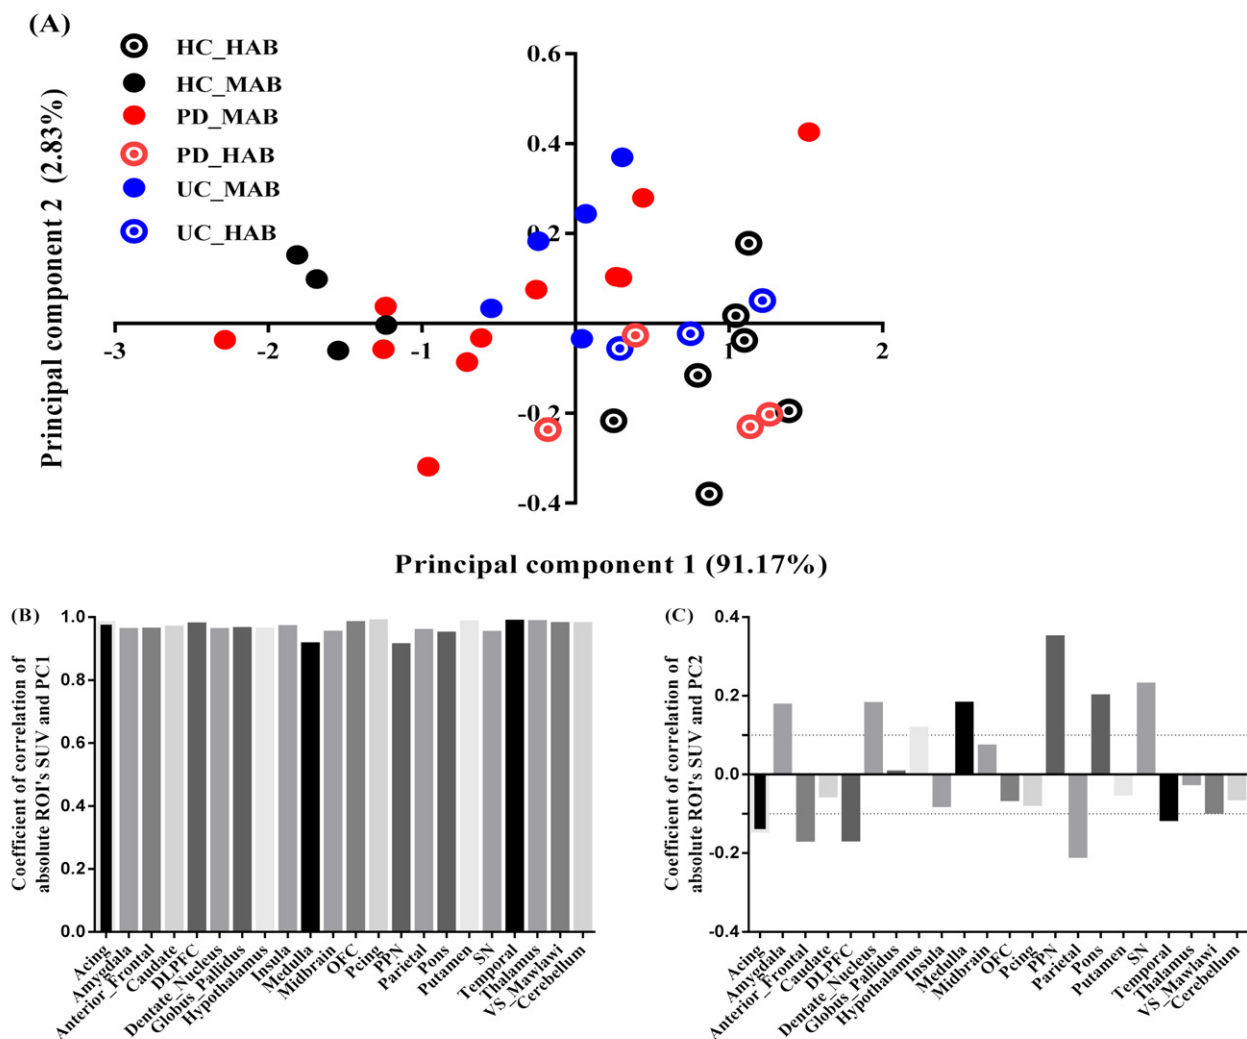 (A)
HC_HAB
HC_MAB
PD_MAB
PD_HAB
UC_MAB
UC_HAB
Principal component 2 (2.83%)
0.6
0.4
0.2
-3
-2
-1
1
2
-0.2
-0.4
Principal component 1 (91.17%)
(B)
Coefficient of correlation of
absolute ROI's SUV and PC1
1.0
0.8
0.6
0.4
0.2
0.0
Acing
Amygdala
Anterior_Frontal
Caudate
DLPFC
Dentate_Nucleus
Globus_Pallidus
Hypothalamus
Insula
Medulla
Midbrain
OFC
Pcing
PPN
Parietal
Pons
Putamen
SN
Temporal
Thalamus
VS_Mawlawi
Cerebellum
(C)
Coefficient of correlation of
absolute ROI's SUV and PC2
0.4
0.2
0.0
-0.2
-0.4
Acing
Amygdala
Anterior_Frontal
Caudate
DLPFC
Dentate_Nucleus
Globus_Pallidus
Hypothalamus
Insula
Medulla
Midbrain
OFC
Pcing
PPN
Parietal
Pons
Putamen
SN
Temporal
Thalamus
VS_Mawlawi
Cerebellum